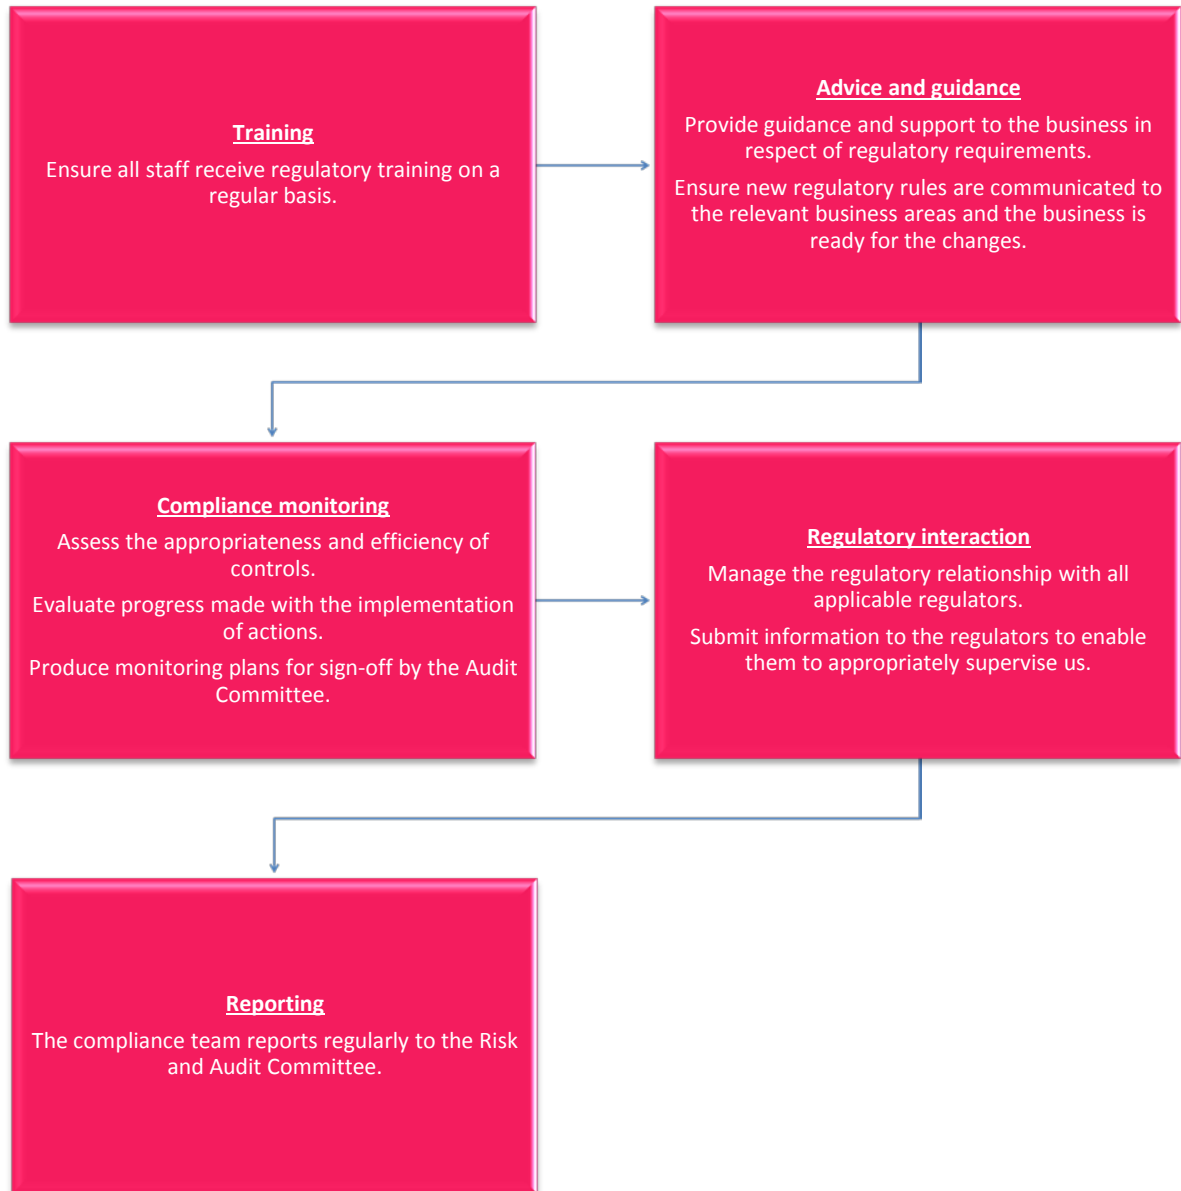 Training
Ensure all staff receive regulatory training on a
regular basis.
Advice and guidance
Provide guidance and support to the business in
respect of regulatory requirements.
Ensure new regulatory rules are communicated to
the relevant business areas and the business is
ready for the changes.
Compliance monitoring
Assess the appropriateness and efficiency of
controls.
Evaluate progress made with the implementation
of actions.
Produce monitoring plans for sign-off by the Audit
Committee.
Regulatory interaction
Manage the regulatory relationship with all
applicable regulators.
Submit information to the regulators to enable
them to appropriately supervise us.
Reporting
The compliance team reports regularly to the Risk
and Audit Committee.